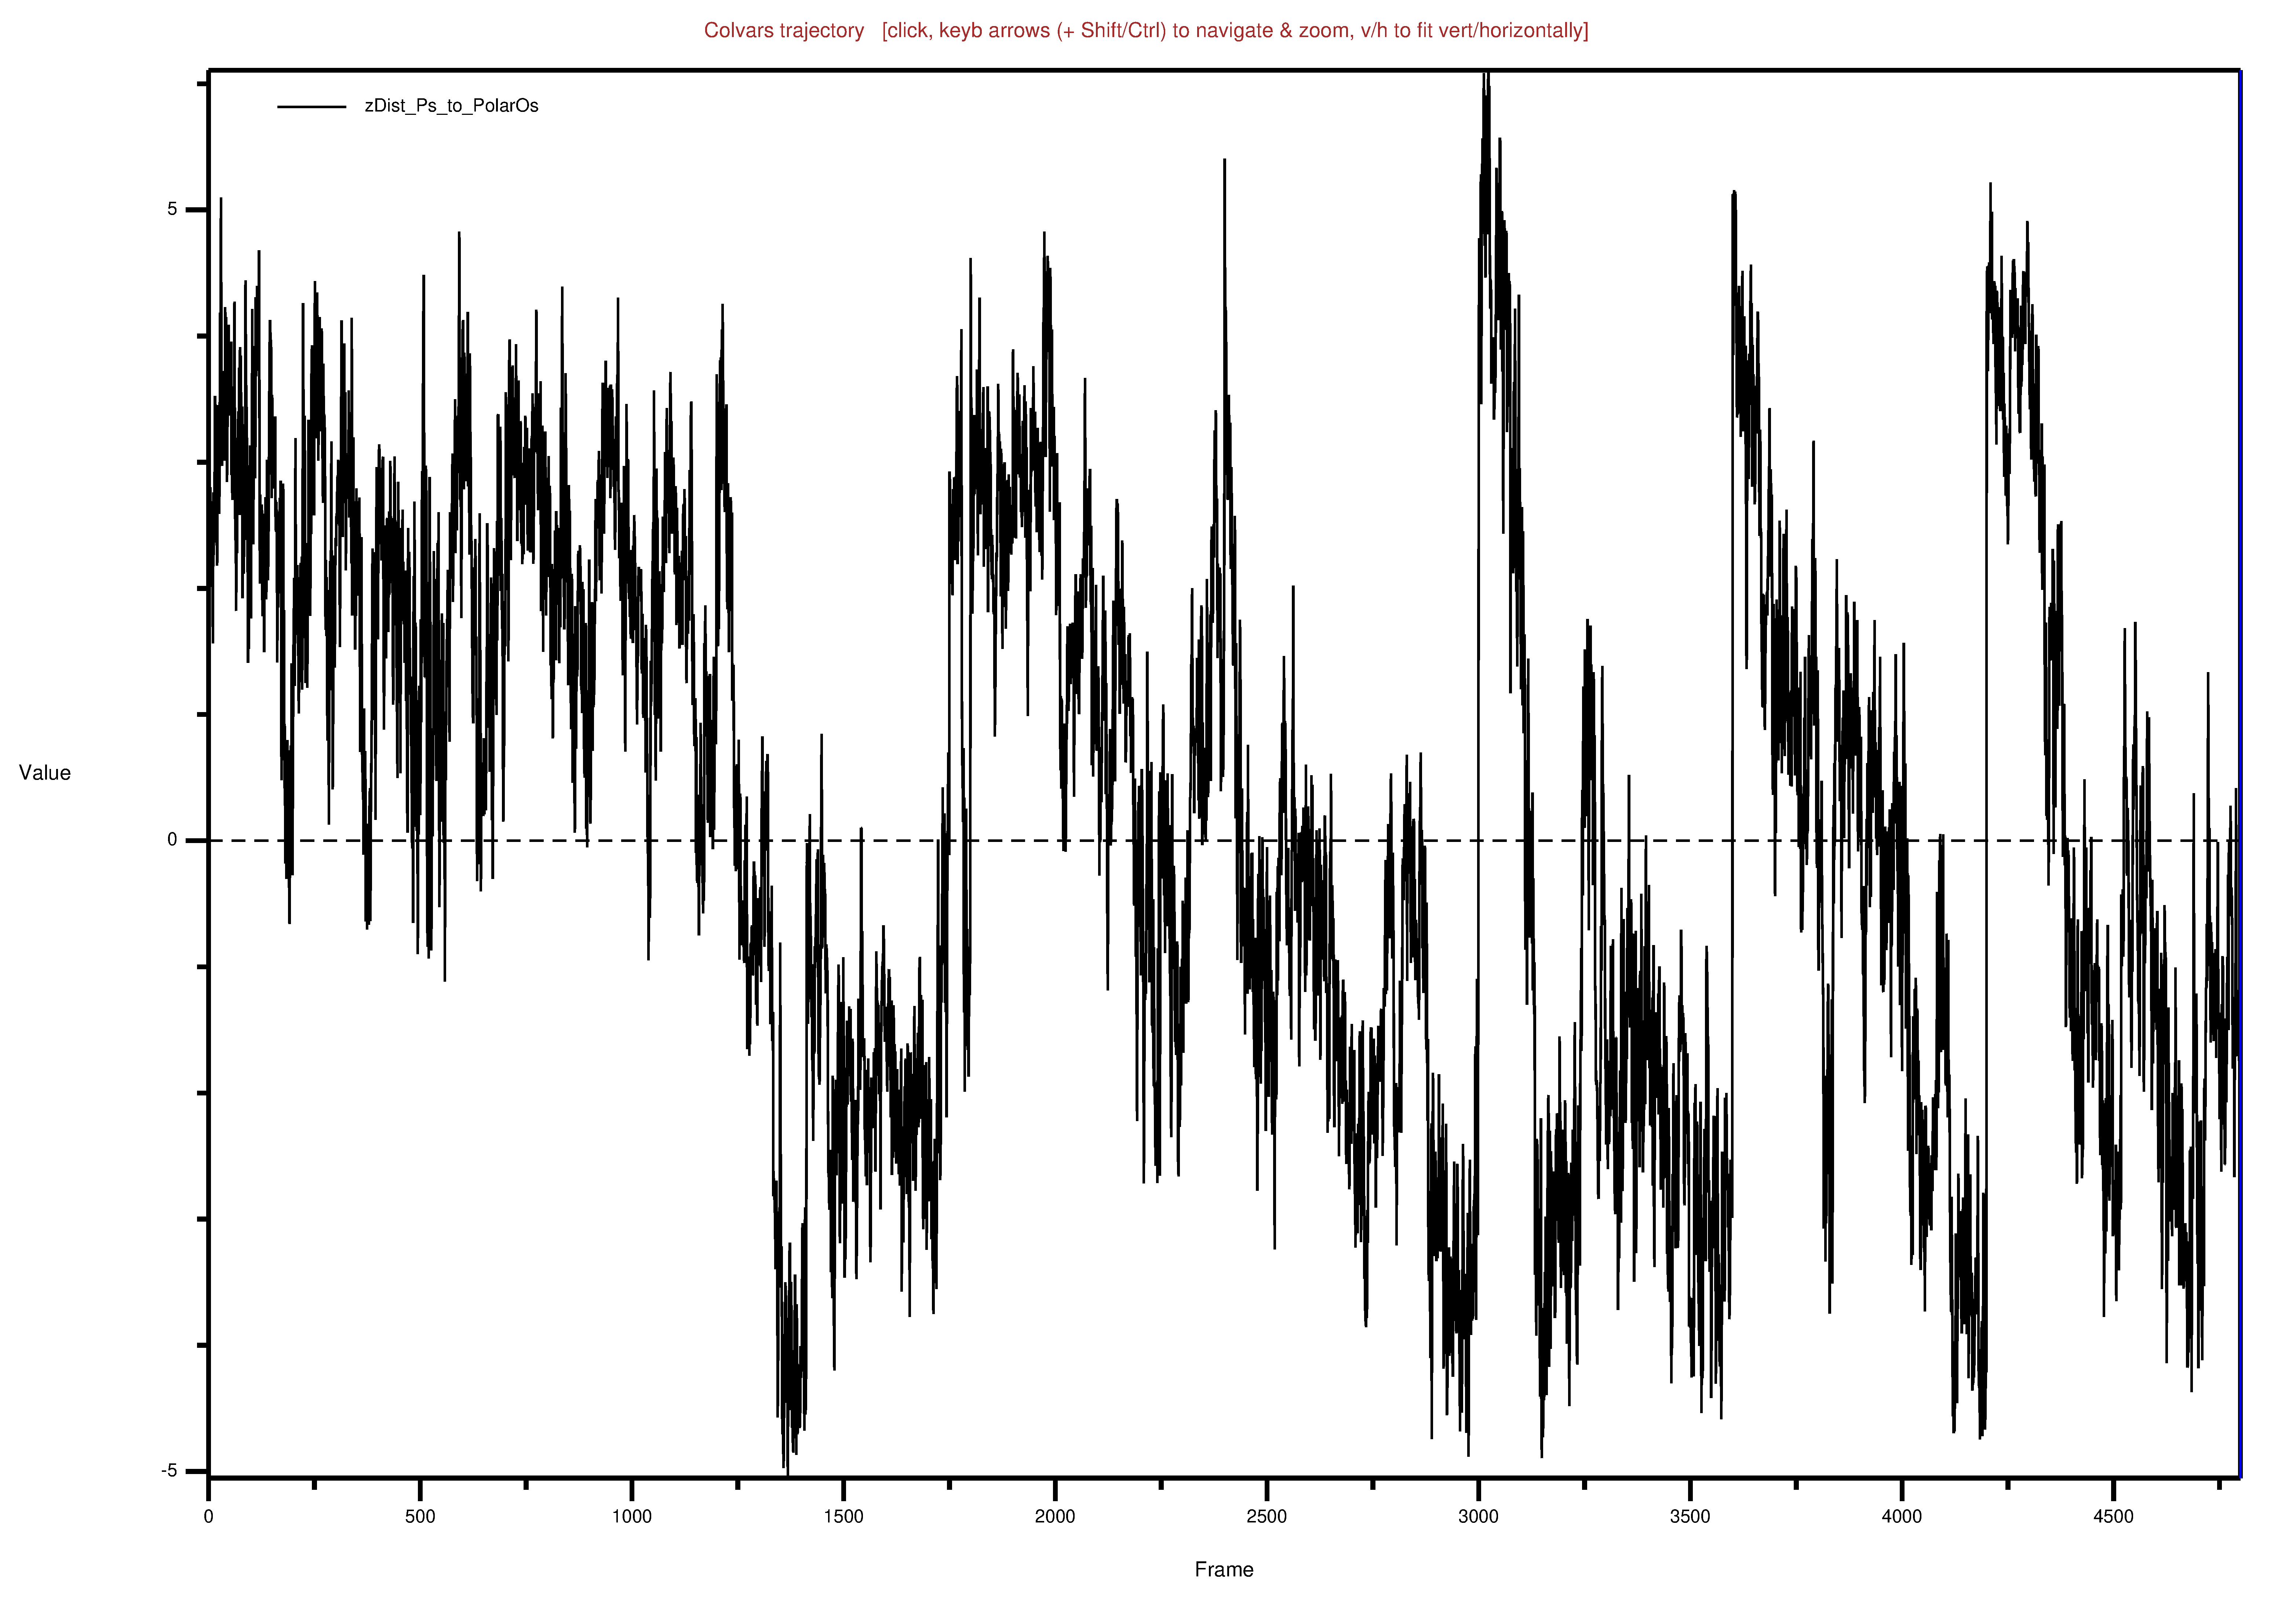 Colvars trajectory [click, keyb arrows (+ Shift/Ctrl) to navigate & zoom, v/h to fit vert/horizontally]
zDist_Ps_to_PolarOs
5
Value
0
-5
0 500 1000 1500 2000 2500 3000 3500 4000 4500
Frame